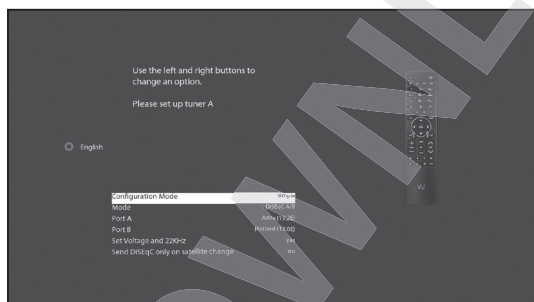 Use the left and right buttons to
change an option.
Please set up tuner A
English
Configuration Mode simple
Mode DiSEqC A/B
Port A Astra (19.2E)
Port B Hotbird (13.0E)
Set Voltage and 22KHz yes
Send DiSEqC only on satellite change no